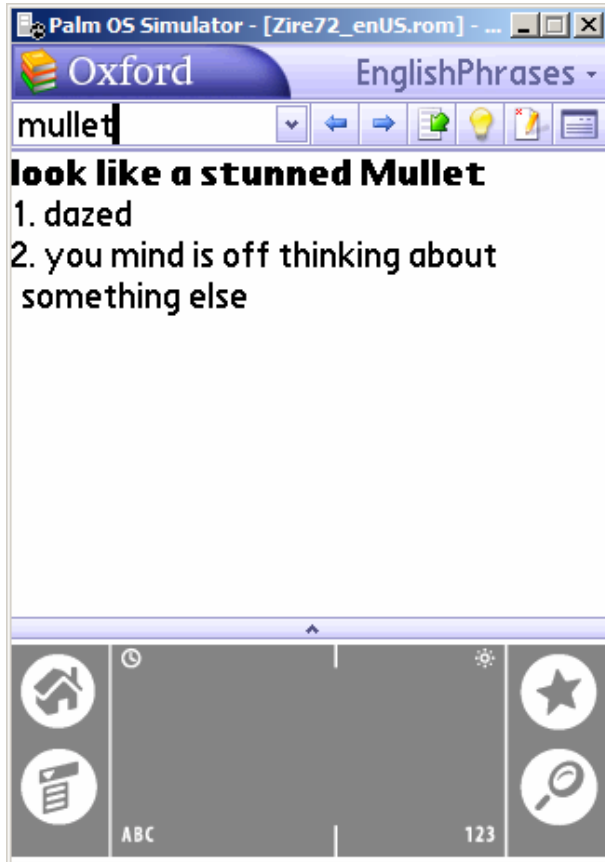 Palm OS Simulator - [Zire72_enUS.rom] - ...
Oxford
EnglishPhrases
mullet
look like a stunned Mullet
1. dazed
2. you mind is off thinking about
something else
ABC
123